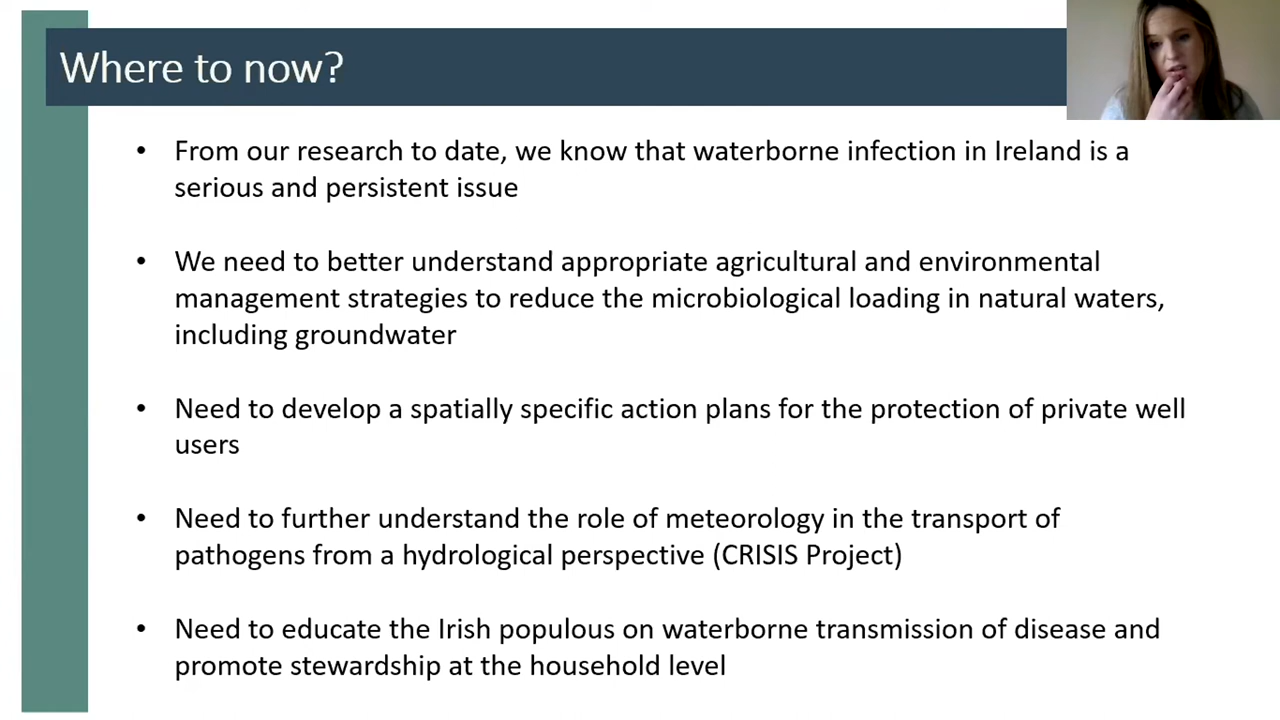 Where to now?
• From our research to date, we know that waterborne infection in Ireland is a
serious and persistent issue
• We need to better understand appropriate agricultural and environmental
management strategies to reduce the microbiological loading in natural waters,
including groundwater
• Need to develop a spatially specific action plans for the protection of private well
users
• Need to further understand the role of meteorology in the transport of
pathogens from a hydrological perspective (CRISIS Project)
• Need to educate the Irish populous on waterborne transmission of disease and
promote stewardship at the household level